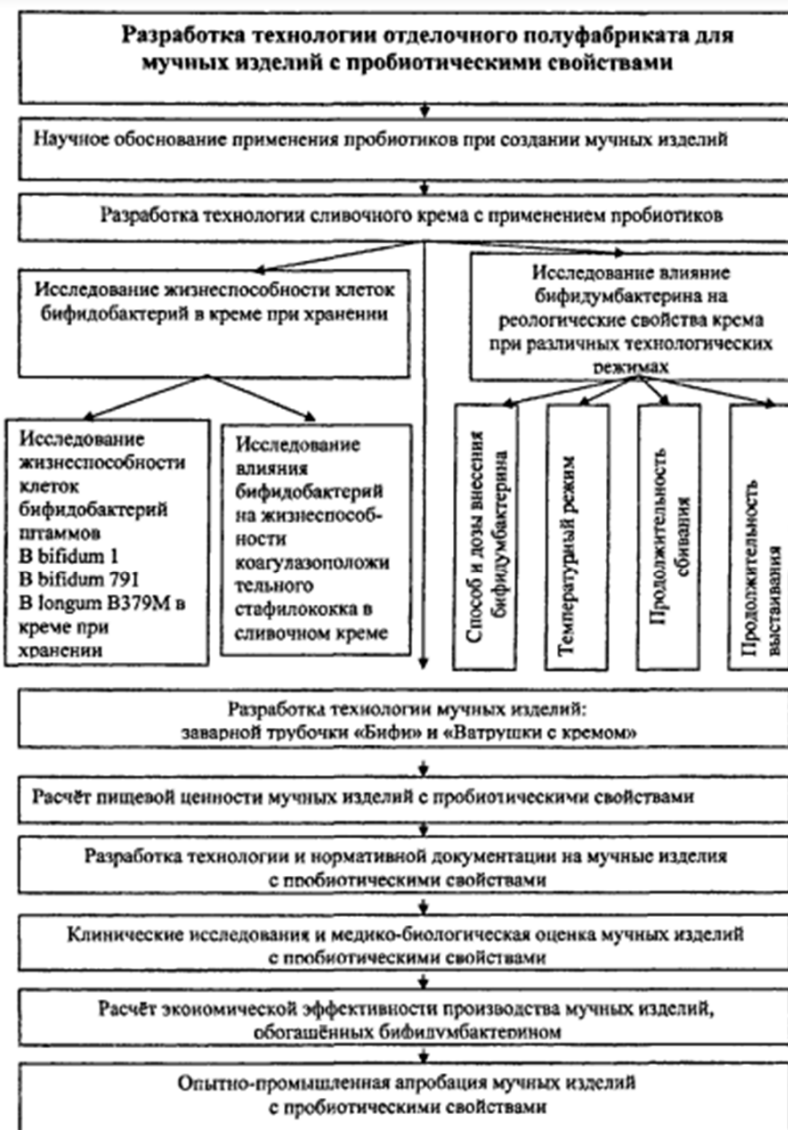 Разработка технологии отделочного полуфабриката для
мучных изделий с пробиотическими свойствами
Научное обоснование применения пробиотиков при создании мучных изделий
Разработка технологии сливочного крема с применением пробиотиков
Исследование жизнеспособности клеток
бифидобактерий в креме при хранении
Исследование влияние
бифидумбактерина на
реологические свойства крема
при различных технологических
режимах
Исследование
жизнеспособности
клеток
бифидобактерий
штаммов
B bifidum 1
B bifidum 791
B longum B379M в
креме при
хранении
Исследование
влияния
бифидобактерий
на жизнеспособ-
ности
коагулазоположи
тельного
стафилококка в
сливочном креме
Способ и дозы внесения
бифидумбактерина
Температурный режим
Продолжительность
сбивания
Продолжительность
выстаивания
Разработка технологии мучных изделий:
заварной трубочки «Бифи» и «Ватрушки с кремом»
Расчёт пищевой ценности мучных изделий с пробиотическими свойствами
Разработка технологии и нормативной документации на мучные изделия
с пробиотическими свойствами
Клинические исследования и медико-биологическая оценка мучных изделий
с пробиотическими свойствами
Расчёт экономической эффективности производства мучных изделий,
обогащённых бифидумбактерином
Опытно-промышленная апробация мучных изделий
с пробиотическими свойствами